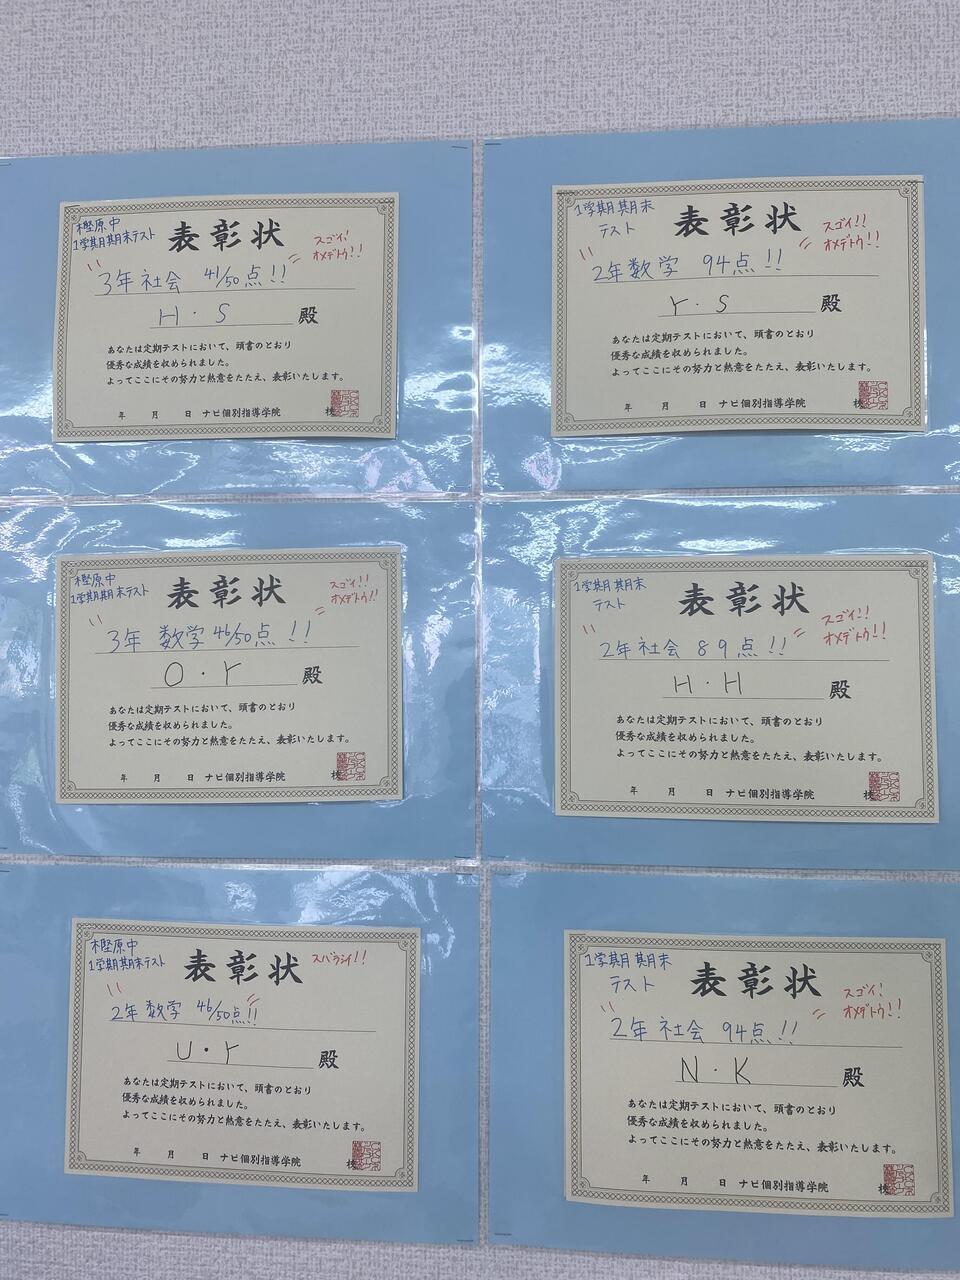 樫原中
1学期期末テスト
表彰状
スゴイ!
オメデトウ!!
3年 社会 41/50点!!
H・S 殿
あなたは定期テストにおいて、頭書のとおり
優秀な成績を収められました。
よってここにその努力と熱意をたたえ、表彰いたします。
年 月 日 ナビ個別指導学院 校
1学期期末
テスト
表彰状
スゴイ!!
オメデトウ!!
2年 数学 94点!!
Y・S 殿
あなたは定期テストにおいて、頭書のとおり
優秀な成績を収められました。
よってここにその努力と熱意をたたえ、表彰いたします。
年 月 日 ナビ個別指導学院 校
樫原中
1学期期末テスト
表彰状
スゴイ!!
オメデトウ!!
3年 数学 46/50点!!
O・Y 殿
あなたは定期テストにおいて、頭書のとおり
優秀な成績を収められました。
よってここにその努力と熱意をたたえ、表彰いたします。
年 月 日 ナビ個別指導学院 校
1学期期末
テスト
表彰状
スゴイ!!
オメデトウ!!
2年 社会 89点!!
H・H 殿
あなたは定期テストにおいて、頭書のとおり
優秀な成績を収められました。
よってここにその努力と熱意をたたえ、表彰いたします。
年 月 日 ナビ個別指導学院 校
樫原中
1学期期末テスト
表彰状
スバラシイ!!
2年 数学 46/50点!!
U・Y 殿
あなたは定期テストにおいて、頭書のとおり
優秀な成績を収められました。
よってここにその努力と熱意をたたえ、表彰いたします。
年 月 日 ナビ個別指導学院 校
1学期期末
テスト
表彰状
スゴイ!
オメデトウ!!
2年 社会 94点!!
N・K 殿
あなたは定期テストにおいて、頭書のとおり
優秀な成績を収められました。
よってここにその努力と熱意をたたえ、表彰いたします。
年 月 日 ナビ個別指導学院 校